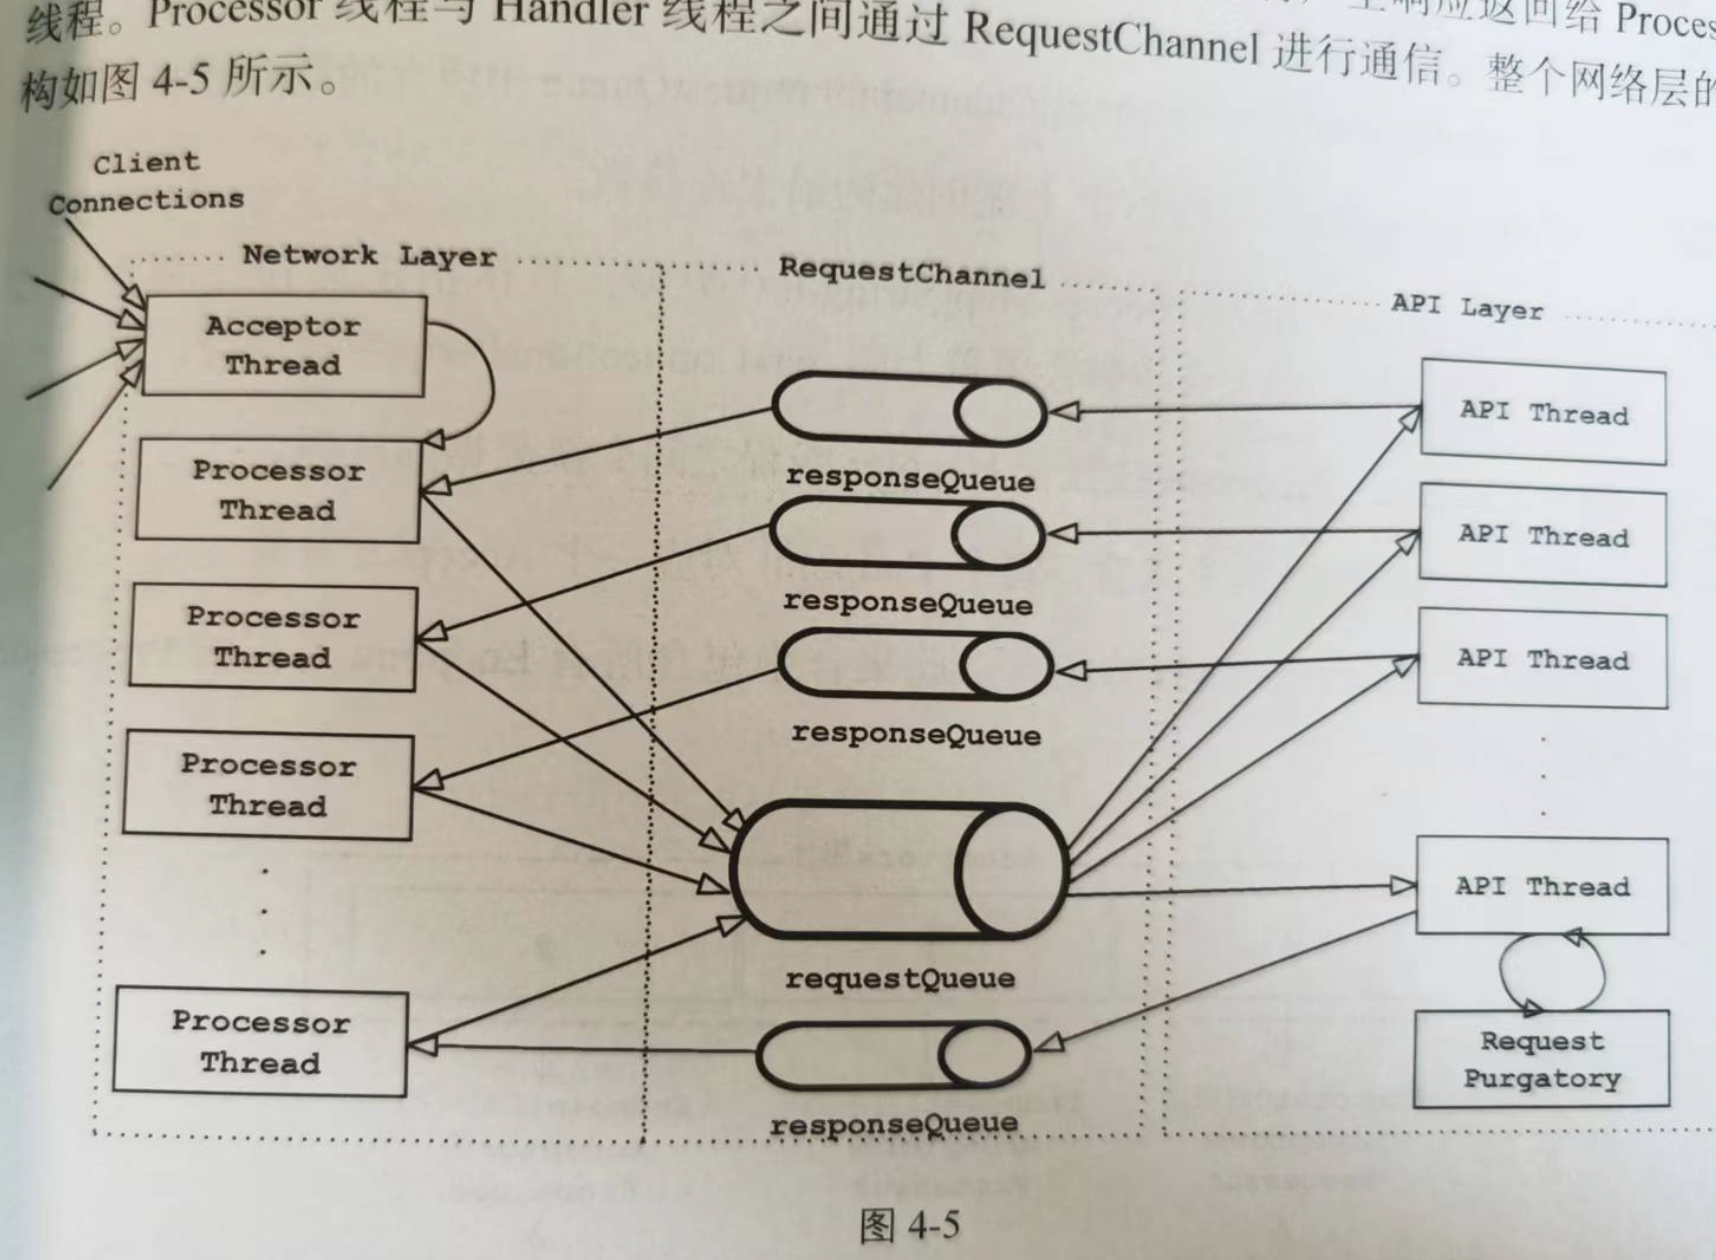 线程。Processor 线程与 Handler 线程之间通过 RequestChannel 进行通信。整个网络层的
响应返回给 Proces
构如图 4-5 所示。
Client
Connections
Network Layer
RequestChannel
API Layer
Acceptor
Thread
Processor
Thread
Processor
Thread
Processor
Thread
Processor
Thread
responseQueue
responseQueue
responseQueue
requestQueue
responseQueue
API Thread
API Thread
API Thread
API Thread
Request
Purgatory
图 4-5